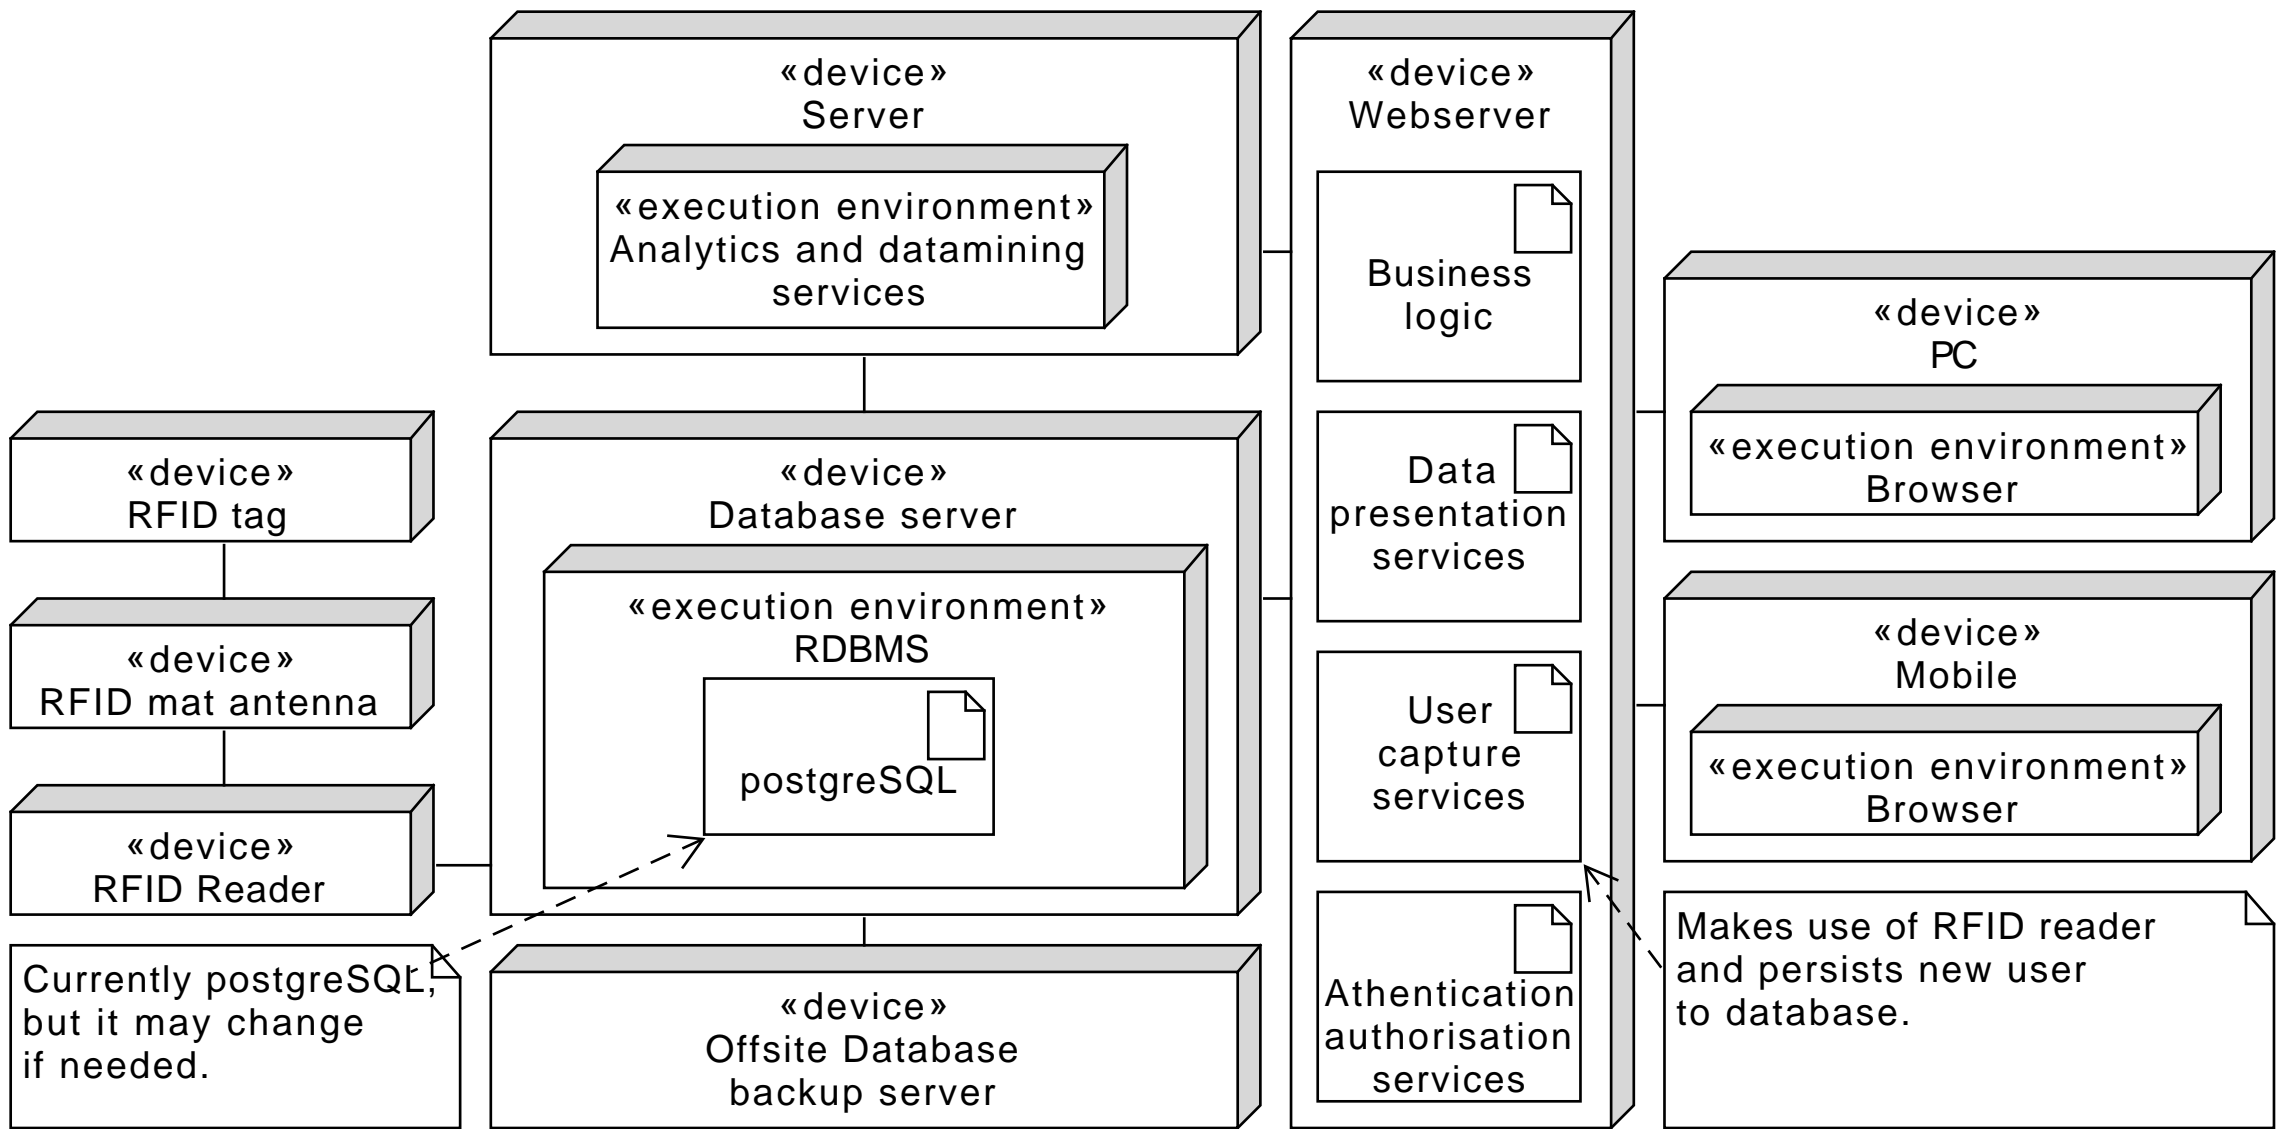 «device»
Server
«execution environment»
Analytics and datamining
services
«device»
Webserver
Business
logic
Data
presentation
services
User
capture
services
Athentication
authorisation
services
«device»
PC
«execution environment»
Browser
«device»
Mobile
«execution environment»
Browser
«device»
RFID tag
«device»
RFID mat antenna
«device»
RFID Reader
«device»
Database server
«execution environment»
RDBMS
postgreSQL
Currently postgreSQL,
but it may change
if needed.
«device»
Offsite Database
backup server
Makes use of RFID reader
and persists new user
to database.